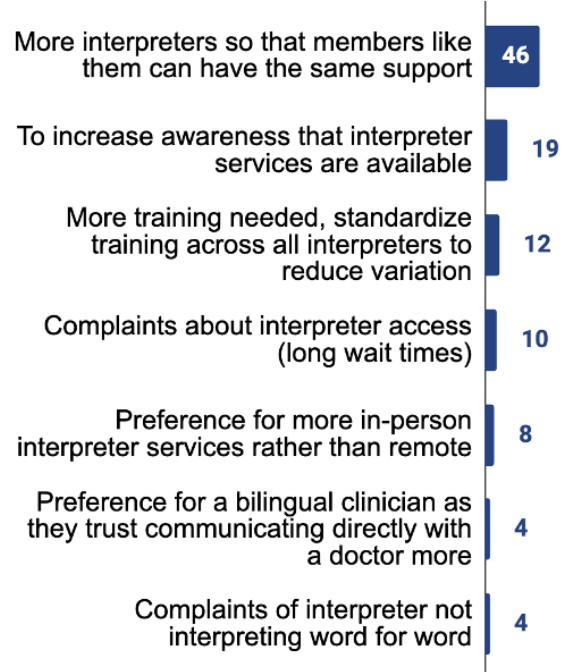 More interpreters so that members like
them can have the same support
46
To increase awareness that interpreter
services are available
19
More training needed, standardize
training across all interpreters to
reduce variation
12
Complaints about interpreter access
(long wait times)
10
Preference for more in-person
interpreter services rather than remote
8
Preference for a bilingual clinician as
they trust communicating directly with
a doctor more
4
Complaints of interpreter not
interpreting word for word
4